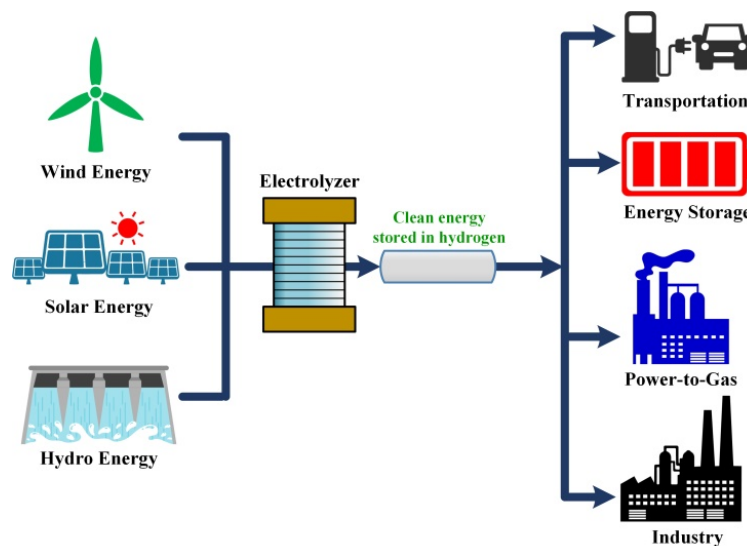 Wind Energy
Solar Energy
Hydro Energy
Electrolyzer
Clean energy
stored in hydrogen
Transportation
Energy Storage
Power-to-Gas
Industry